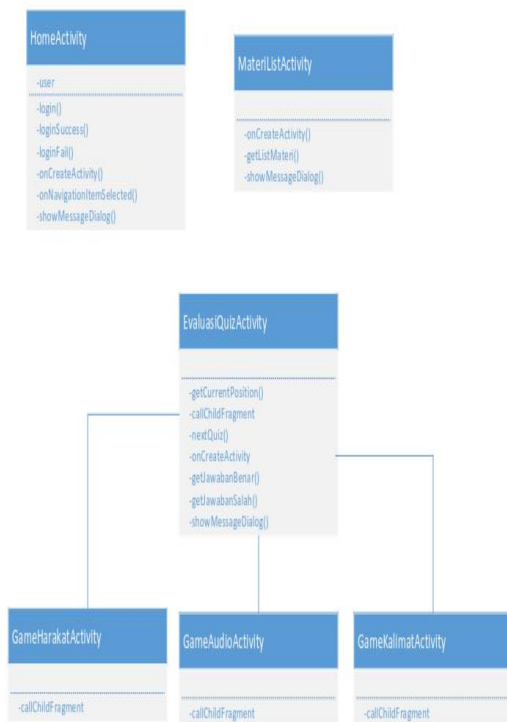 HomeActivity
-user
-login()
-loginSuccess()
-loginFail()
-onCreateActivity()
-onNavigationItemSelected()
-showMessageDialog()
MateriListActivity
-onCreateActivity()
-getListMateri()
-showMessageDialog()
EvaluasiQuizActivity
-getCurrentPosition()
-callChildFragment
-nextQuiz()
-onCreateActivity
-getJawabanBenar()
-getJawabanSalah()
-showMessageDialog()
GameHarakatActivity
-callChildFragment
GameAudioActivity
-callChildFragment
GameKalimatActivity
-callChildFragment